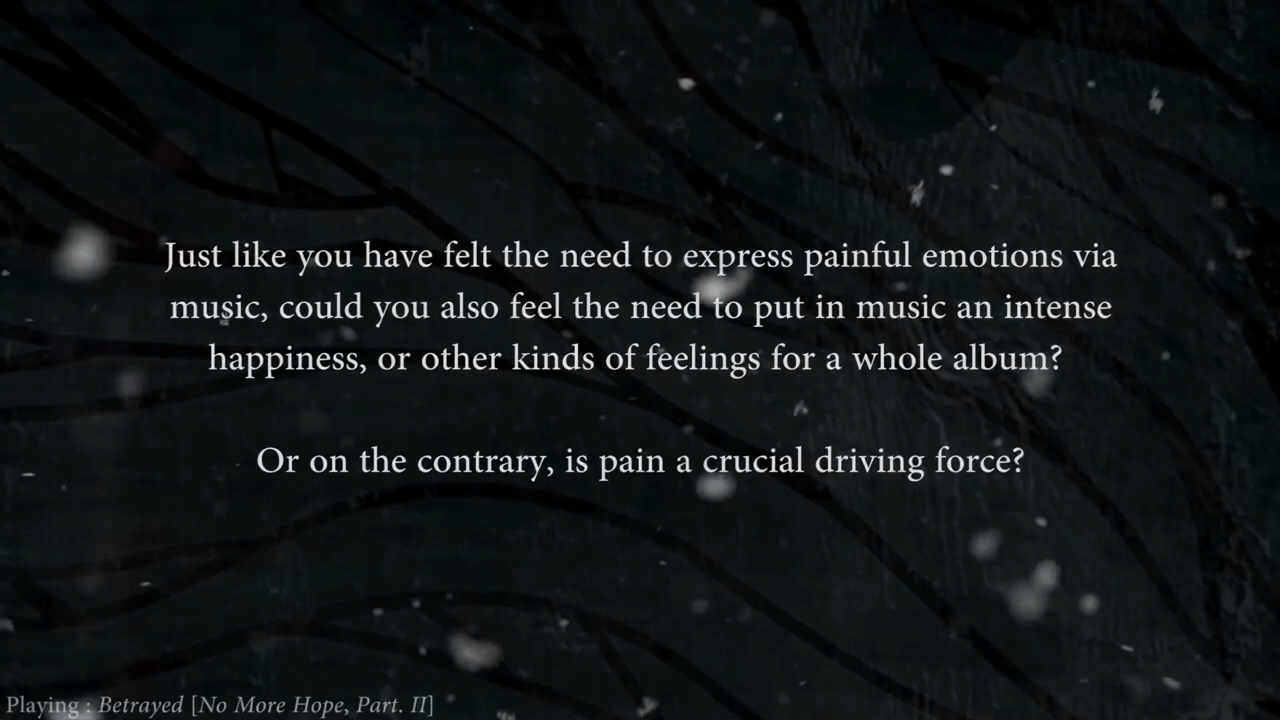 Just like you have felt the need to express painful emotions via
music, could you also feel the need to put in music an intense
happiness, or other kinds of feelings for a whole album?
Or on the contrary, is pain a crucial driving force?
Playing : Betrayed [No More Hope, Part. II]